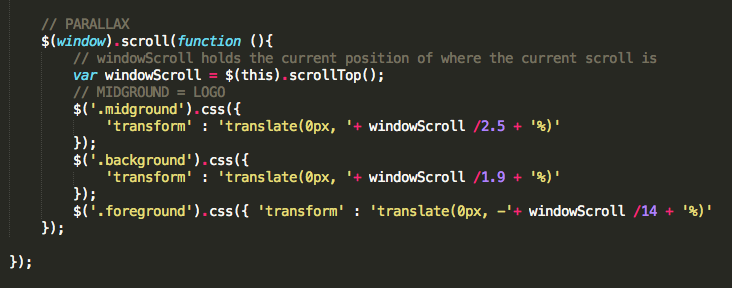 // PARALLAX
$(window).scroll(function (){
// windowScroll holds the current position of where the current scroll is
var windowScroll = $(this).scrollTop();
// MIDGROUND = LOGO
$('.midground').css({
'transform' : 'translate(0px, '+ windowScroll /2.5 + '%)'
});
$('.background').css({
'transform' : 'translate(0px, '+ windowScroll /1.9 + '%)'
});
$('.foreground').css({ 'transform' : 'translate(0px, -'+ windowScroll /14 + '%)'
});
});